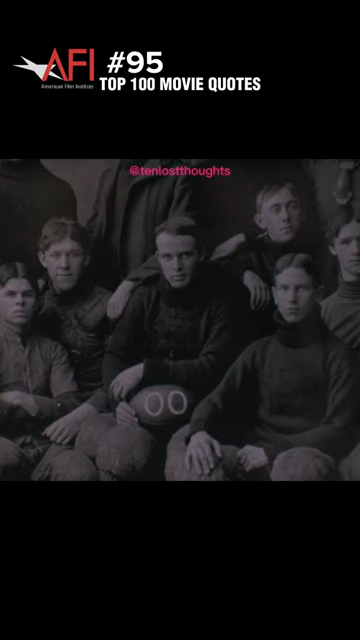 AFI #95
American Film Institute
TOP 100 MOVIE QUOTES
@tenlostthoughts
00